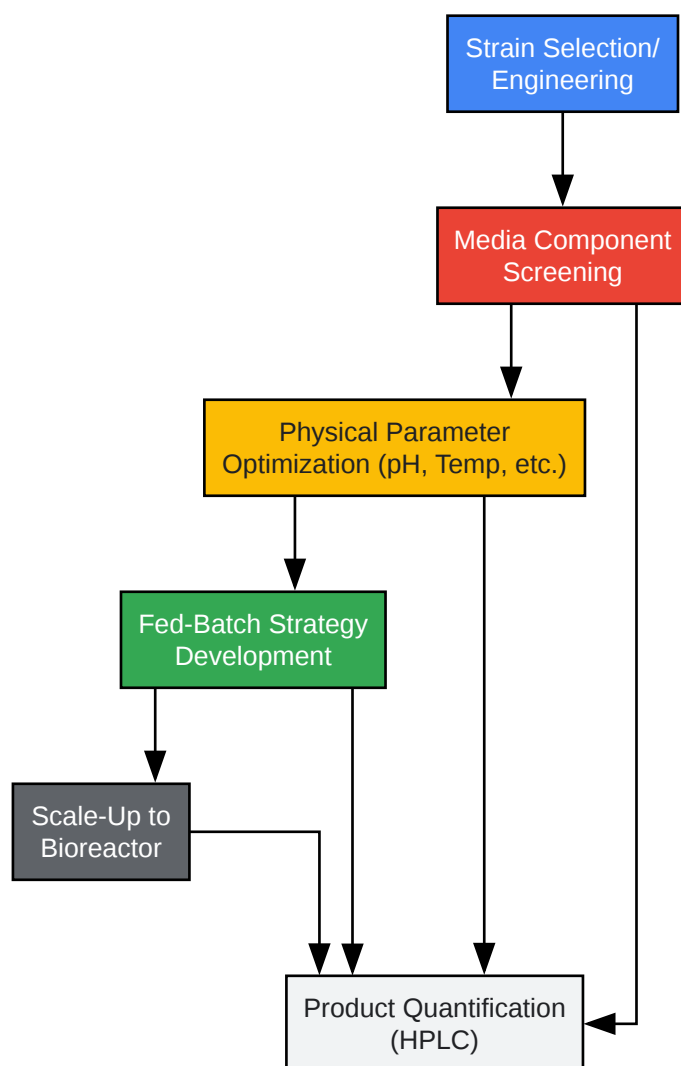 Strain Selection/
Engineering
Media Component
Screening
Physical Parameter
Optimization (pH, Temp, etc.)
Fed-Batch Strategy
Development
Scale-Up to
Bioreactor
Product Quantification
(HPLC)